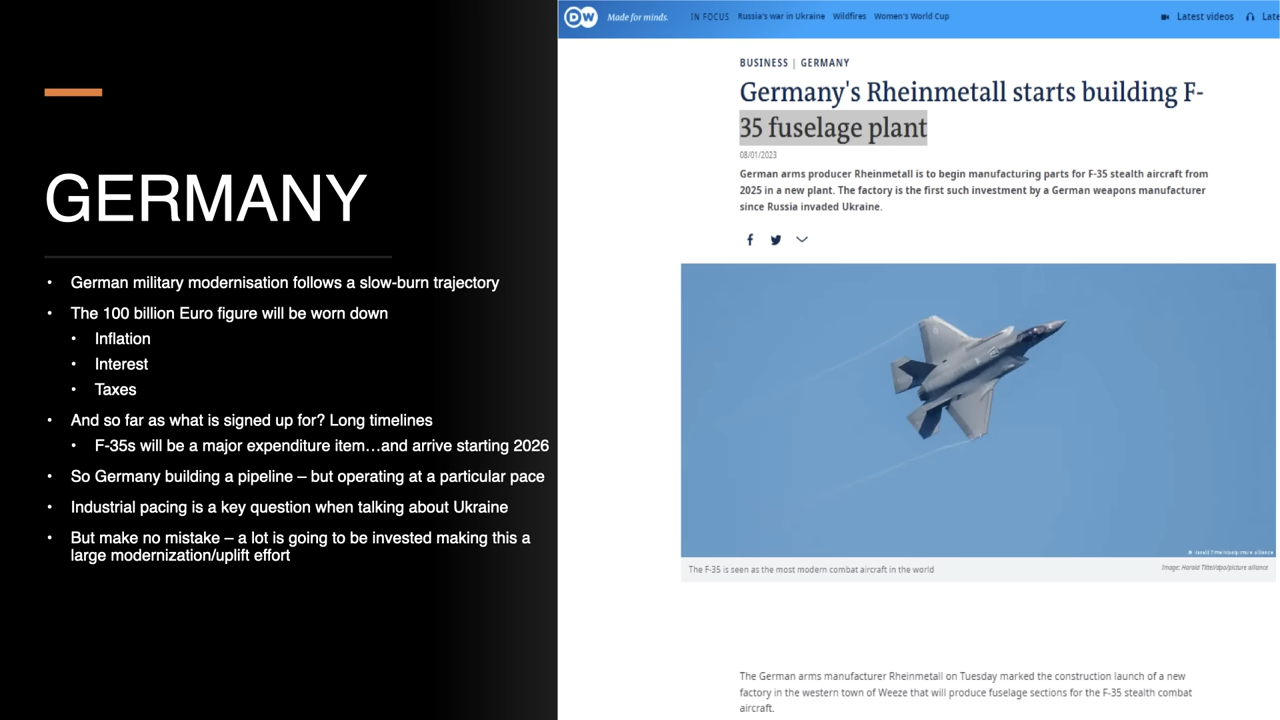 GERMANY
• German military modernisation follows a slow-burn trajectory
• The 100 billion Euro figure will be worn down
• Inflation
• Interest
• Taxes
• And so far as what is signed up for? Long timelines
• F-35s will be a major expenditure item…and arrive starting 2026
• So Germany building a pipeline – but operating at a particular pace
• Industrial pacing is a key question when talking about Ukraine
• But make no mistake – a lot is going to be invested making this a
large modernization/uplift effort
DW Made for minds. IN FOCUS Russia's war in Ukraine Wildfires Women's World Cup Latest videos Late
BUSINESS | GERMANY
Germany's Rheinmetall starts building F-
35 fuselage plant
08/01/2023
German arms producer Rheinmetall is to begin manufacturing parts for F-35 stealth aircraft from
2025 in a new plant. The factory is the first such investment by a German weapons manufacturer
since Russia invaded Ukraine.
The F-35 is seen as the most modern combat aircraft in the world
Image: Harald Tittel/dpa/picture alliance
The German arms manufacturer Rheinmetall on Tuesday marked the construction launch of a new
factory in the western town of Weeze that will produce fuselage sections for the F-35 stealth combat
aircraft.